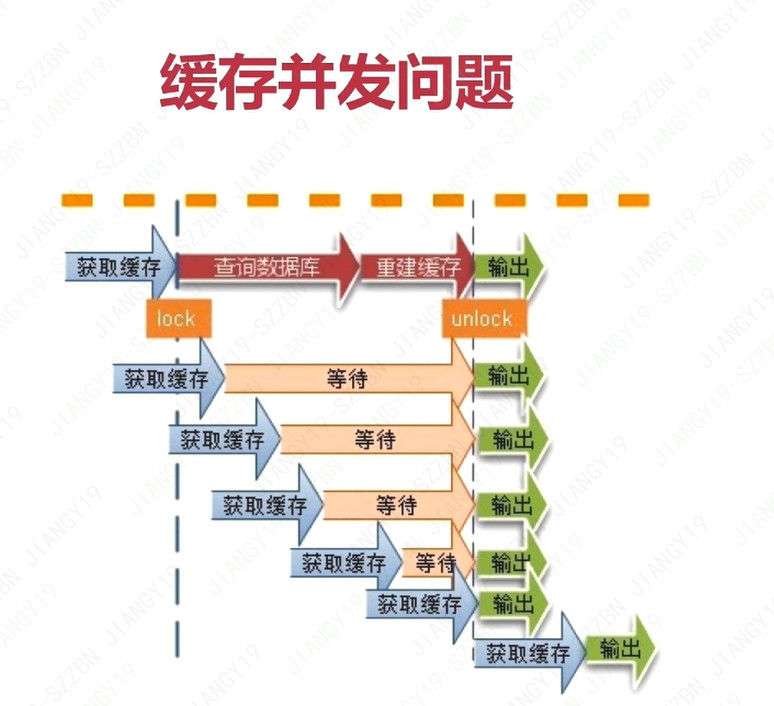 缓存并发问题
获取缓存 查询数据库 重建缓存 输出
lock unlock
获取缓存 等待 输出
获取缓存 等待 输出
获取缓存 等待 输出
获取缓存 等待 输出
获取缓存 输出
获取缓存 输出
JIANGY19-SZZBN JIANGY19